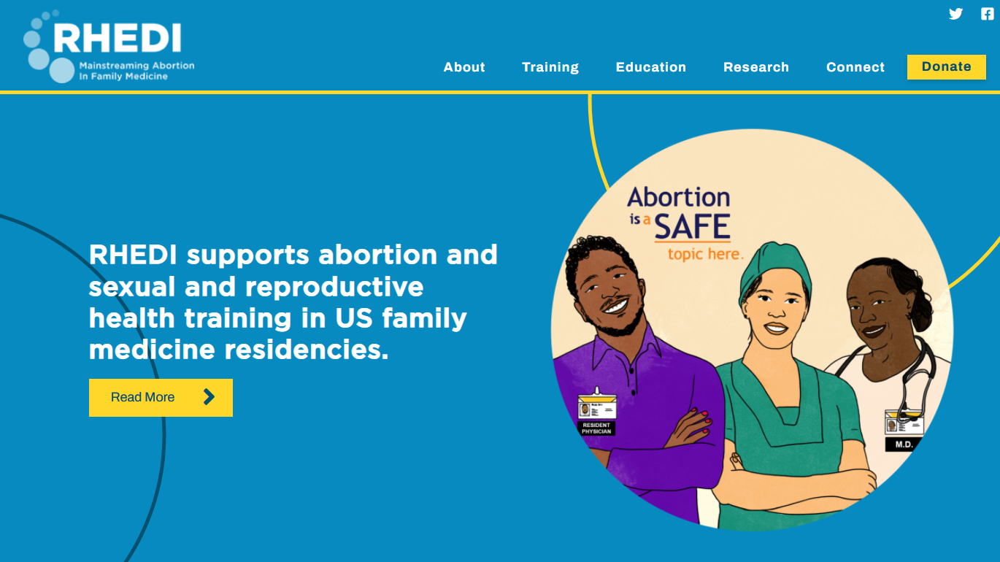 RHEDI
Mainstreaming Abortion
In Family Medicine
About
Training
Education
Research
Connect
Donate
RHEDI supports abortion and
sexual and reproductive
health training in US family
medicine residencies.
Read More
Abortion
is a SAFE
topic here.
RESIDENT
PHYSICIAN
M.D.